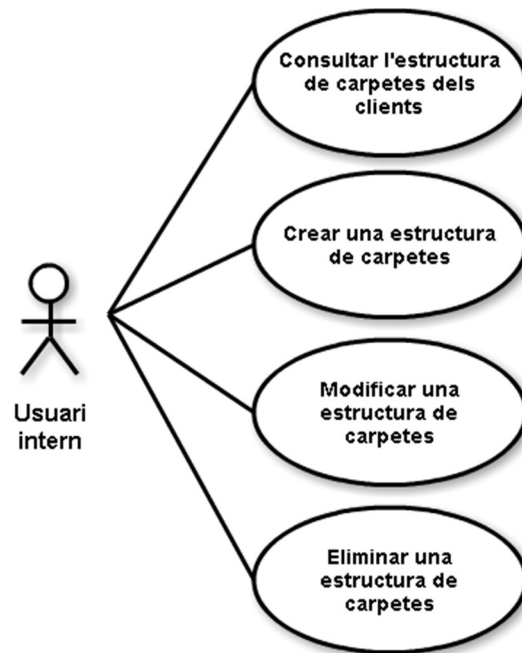 Consultar l'estructura
de carpetes dels
clients
Crear una estructura
de carpetes
Usuari
intern
Modificar una
estructura de
carpetes
Eliminar una
estructura de
carpetes